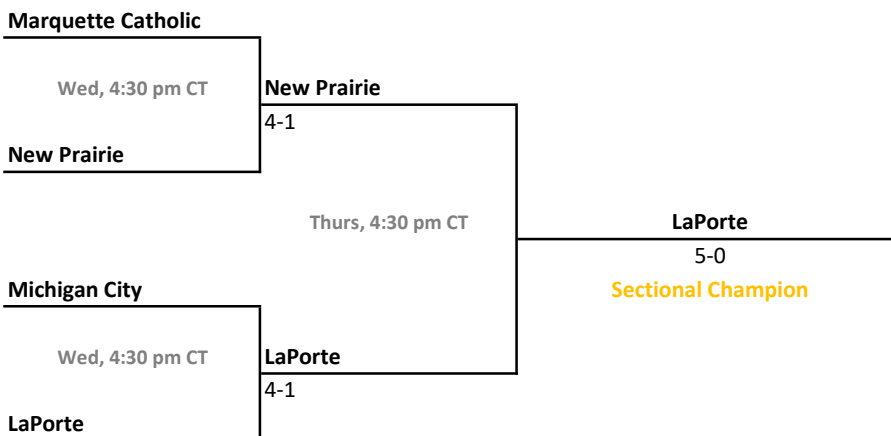 Marquette Catholic
Wed, 4:30 pm CT
New Prairie
4-1
New Prairie
Thurs, 4:30 pm CT
LaPorte
5-0
Michigan City
Sectional Champion
Wed, 4:30 pm CT
LaPorte
4-1
LaPorte